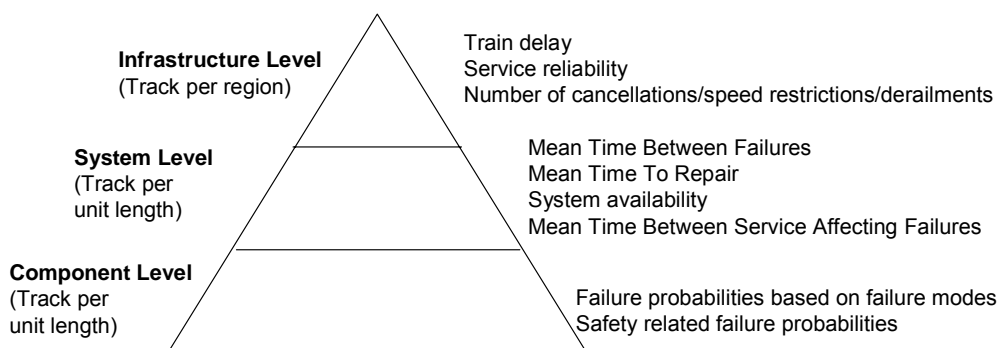 Infrastructure Level
(Track per region)
Train delay
Service reliability
Number of cancellations/speed restrictions/derailments
System Level
(Track per
unit length)
Mean Time Between Failures
Mean Time To Repair
System availability
Mean Time Between Service Affecting Failures
Component Level
(Track per
unit length)
Failure probabilities based on failure modes
Safety related failure probabilities